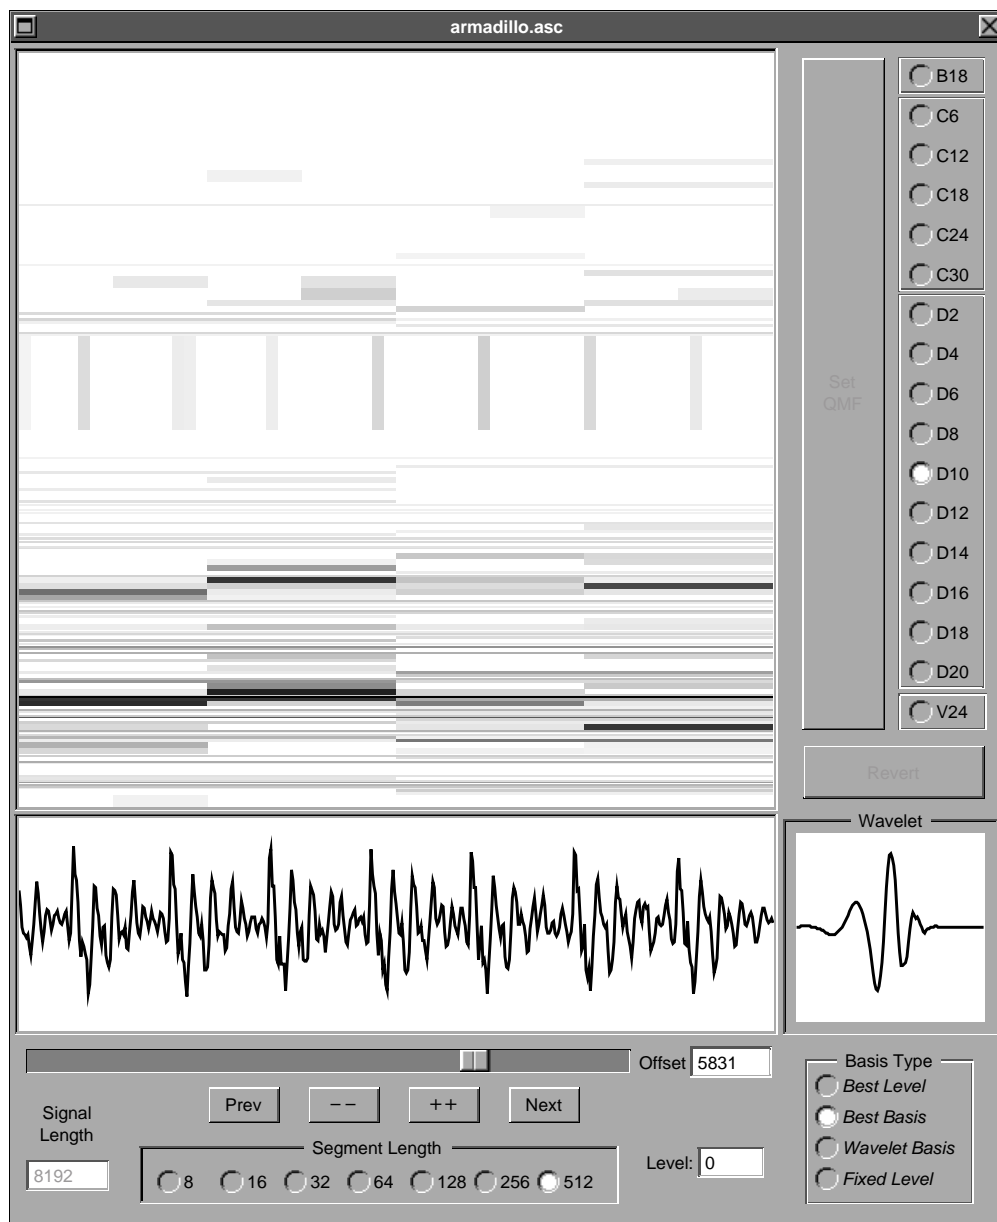 armadillo.asc
B18
C6
C12
C18
C24
C30
D2
D4
D6
D8
D10
D12
D14
D16
D18
D20
V24
Set
QMF
Revert
Wavelet
Offset 5831
Prev
--
++
Next
Signal
Length
8192
Segment Length
8 16 32 64 128 256 512
Level: 0
Basis Type
Best Level
Best Basis
Wavelet Basis
Fixed Level